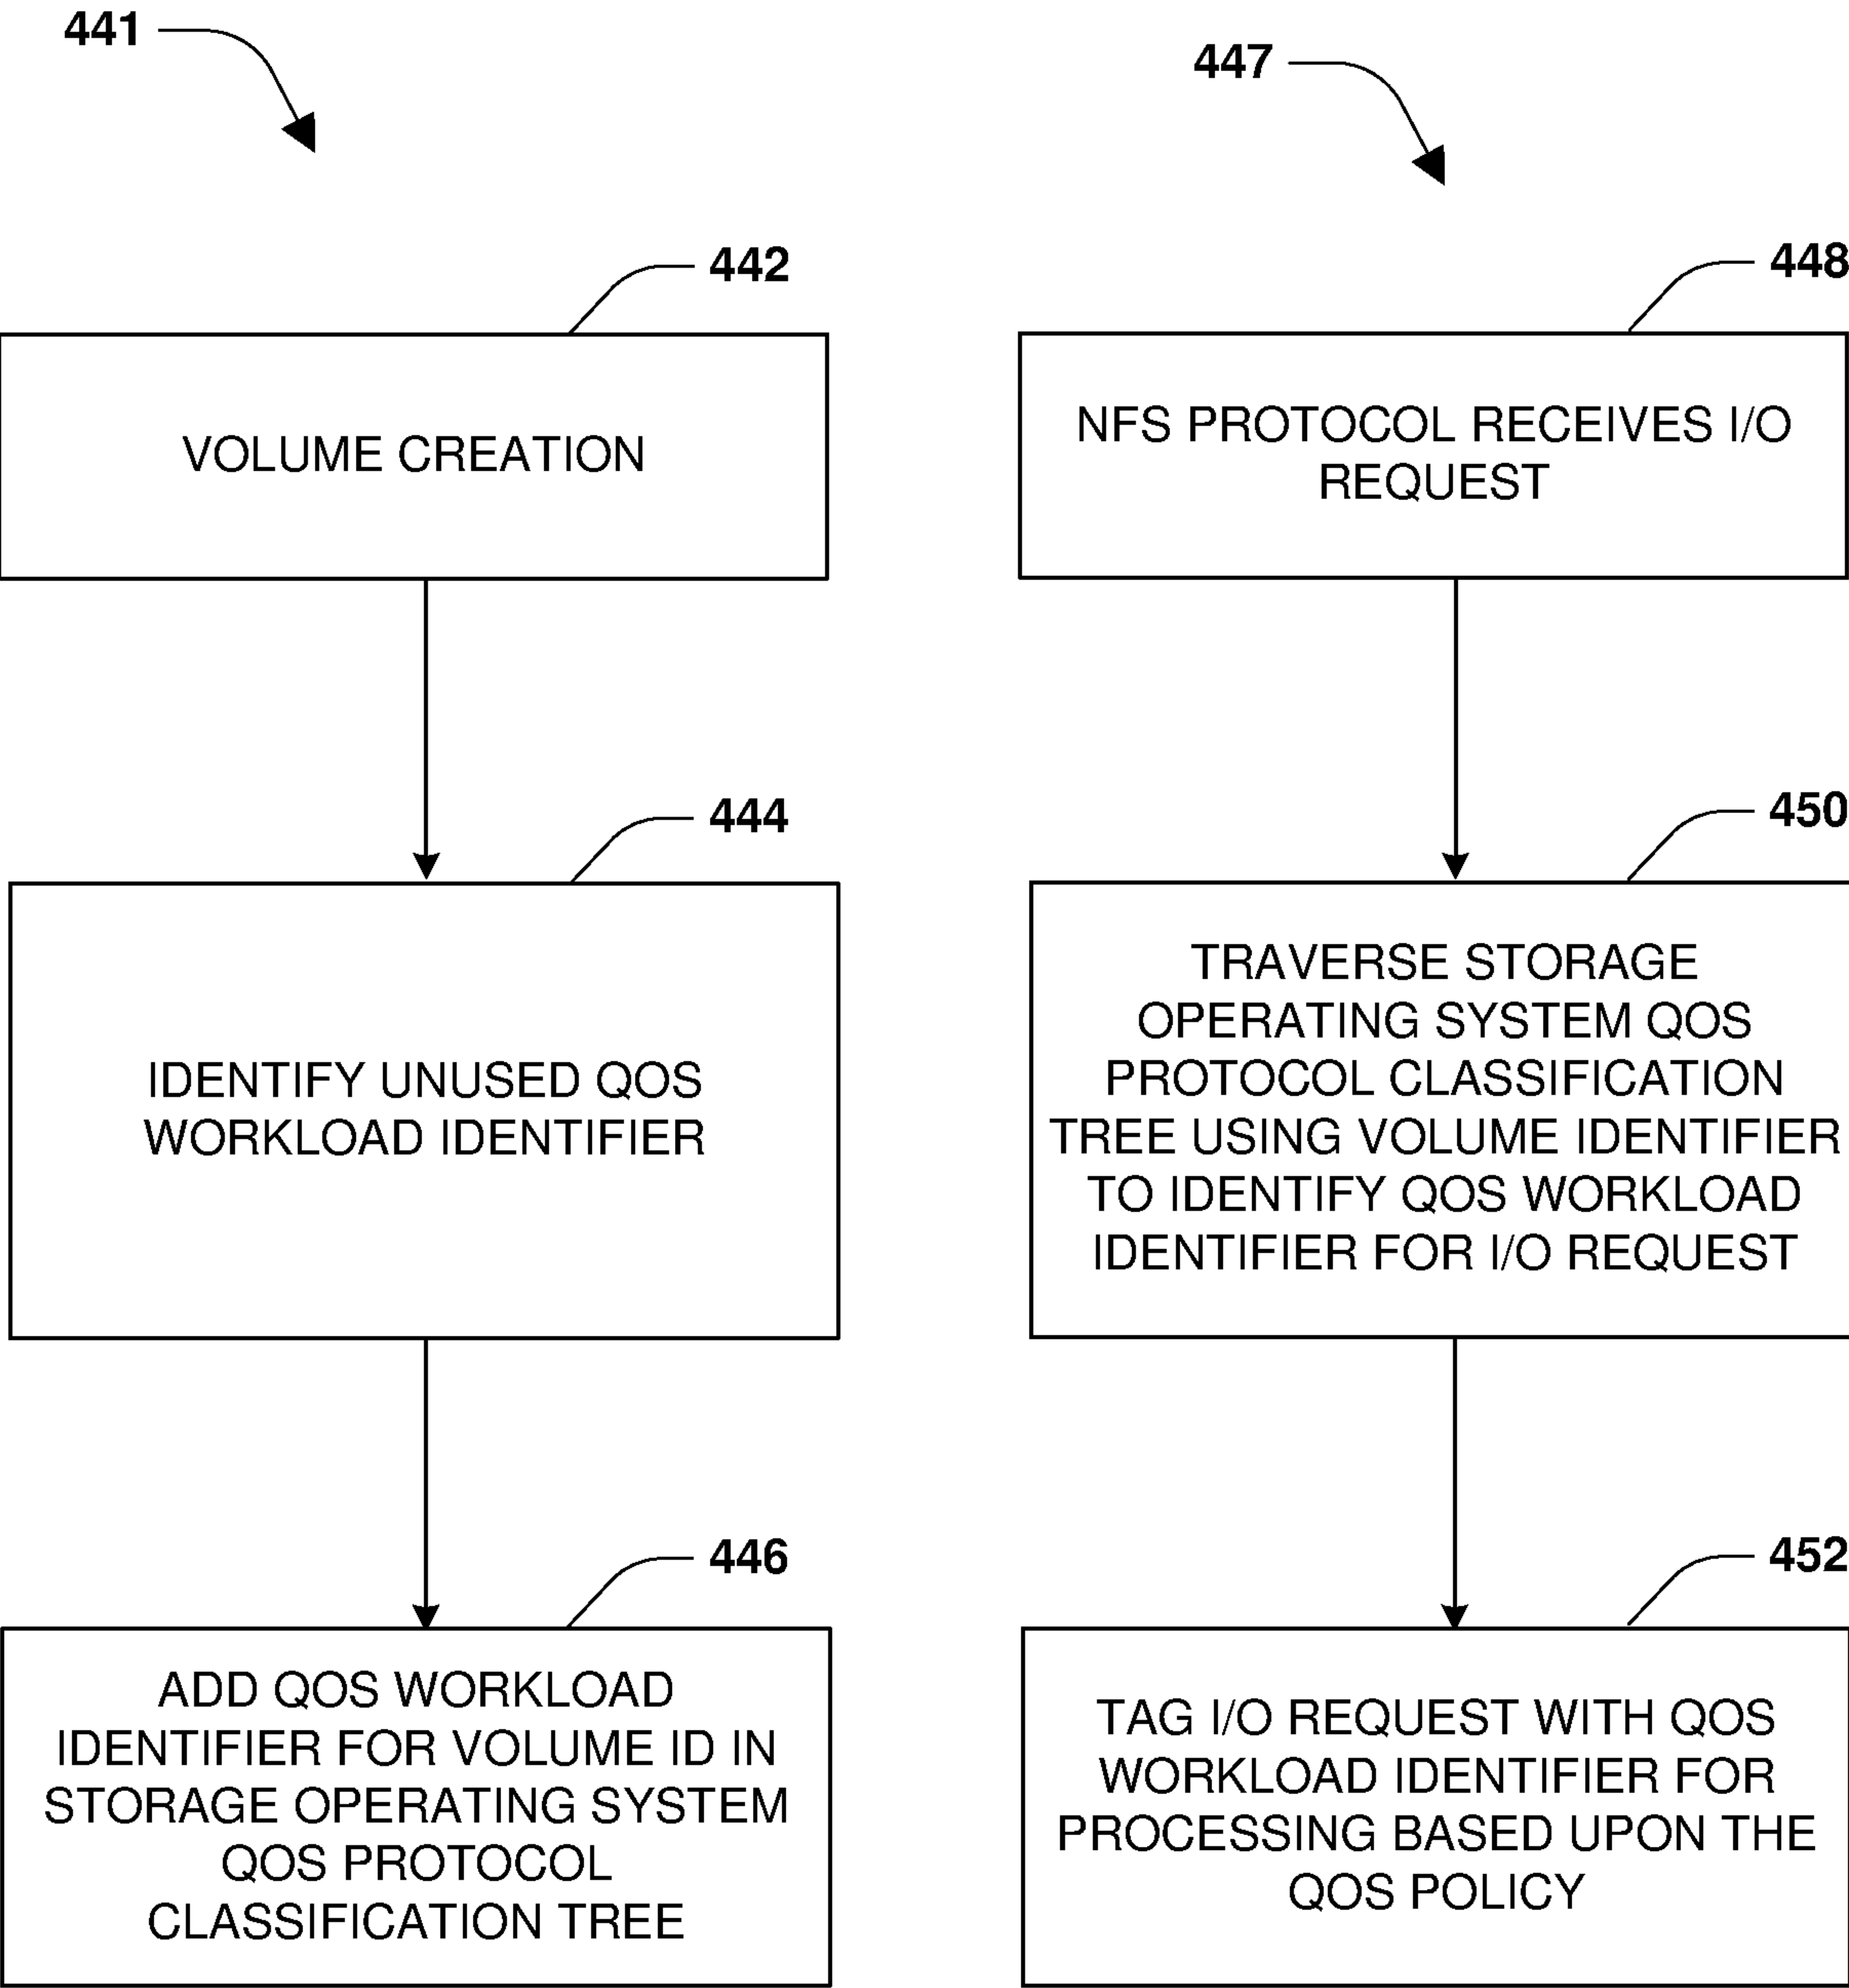 441
442
VOLUME CREATION
444
IDENTIFY UNUSED QOS
WORKLOAD IDENTIFIER
446
ADD QOS WORKLOAD
IDENTIFIER FOR VOLUME ID IN
STORAGE OPERATING SYSTEM
QOS PROTOCOL
CLASSIFICATION TREE
447
448
NFS PROTOCOL RECEIVES I/O
REQUEST
450
TRAVERSE STORAGE
OPERATING SYSTEM QOS
PROTOCOL CLASSIFICATION
TREE USING VOLUME IDENTIFIER
TO IDENTIFY QOS WORKLOAD
IDENTIFIER FOR I/O REQUEST
452
TAG I/O REQUEST WITH QOS
WORKLOAD IDENTIFIER FOR
PROCESSING BASED UPON THE
QOS POLICY